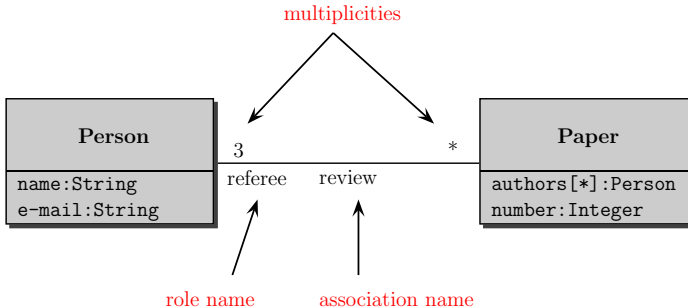 multiplicities
Person
Paper
3
*
name:String
e-mail:String
referee
review
authors[*]:Person
number:Integer
role name
association name